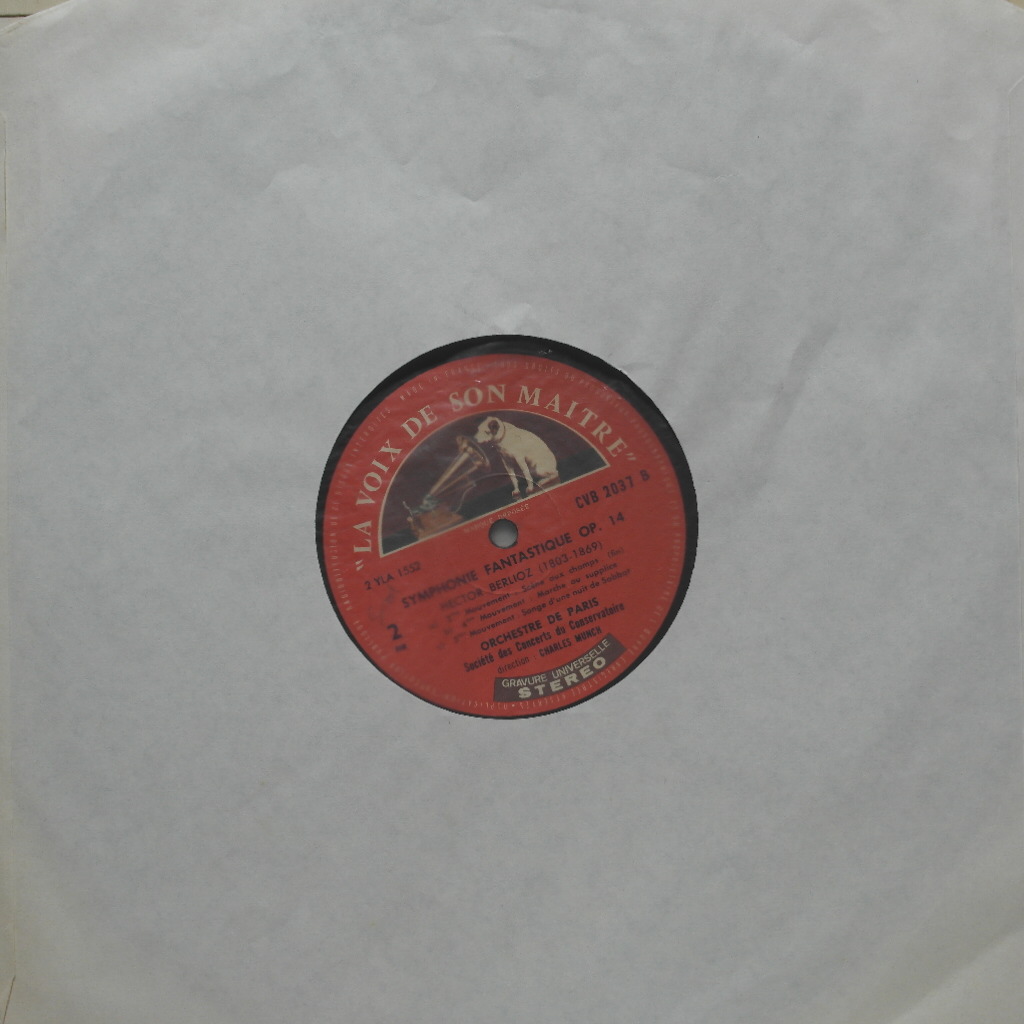 "LA VOIX DE SON MAITRE"
CVB 2037 B
2 YLA 1552
SYMPHONIE FANTASTIQUE OP. 14
HECTOR BERLIOZ (1803-1869)
Mouvement : Scène aux champs (fin)
4me Mouvement : Marche au supplice
Mouvement Songe d'une nuit de Sabbat
2
ORCHESTRE DE PARIS
Société des Concerts du Conservatoire
direction : CHARLES MUNCH
GRAVURE UNIVERSELLE
STEREO